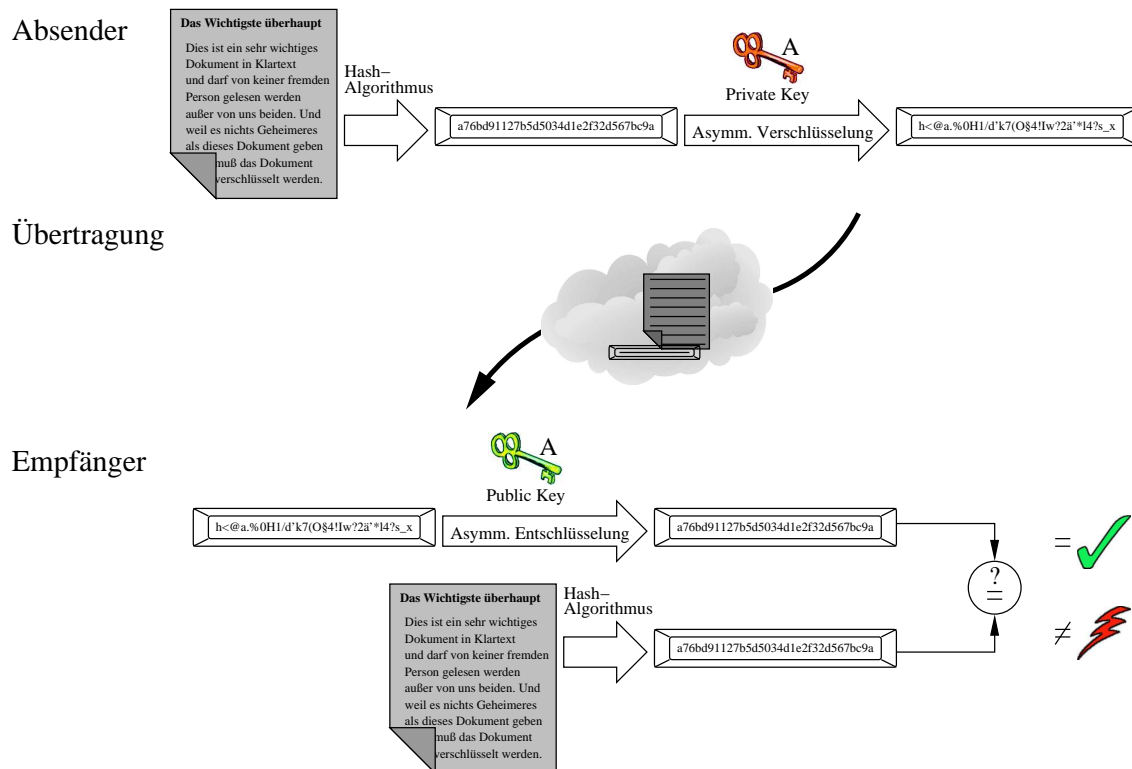 Absender
Das Wichtigste überhaupt
Dies ist ein sehr wichtiges
Dokument in Klartext
und darf von keiner fremden
Person gelesen werden
außer von uns beiden. Und
weil es nichts Geheimeres
als dieses Dokument geben
muß das Dokument
verschlüsselt werden.
Hash−
Algorithmus
a76bd91127b5d5034d1e2f32d567bc9a
A
Private Key
Asymm. Verschlüsselung
h<@a.%0H1/d'k7(O§4!Iw?2ä'*l4?s_x
Übertragung
Empfänger
A
Public Key
h<@a.%0H1/d'k7(O§4!Iw?2ä'*l4?s_x
Asymm. Entschlüsselung
a76bd91127b5d5034d1e2f32d567bc9a
?
=
=
≠
Das Wichtigste überhaupt
Dies ist ein sehr wichtiges
Dokument in Klartext
und darf von keiner fremden
Person gelesen werden
außer von uns beiden. Und
weil es nichts Geheimeres
als dieses Dokument geben
muß das Dokument
verschlüsselt werden.
Hash−
Algorithmus
a76bd91127b5d5034d1e2f32d567bc9a